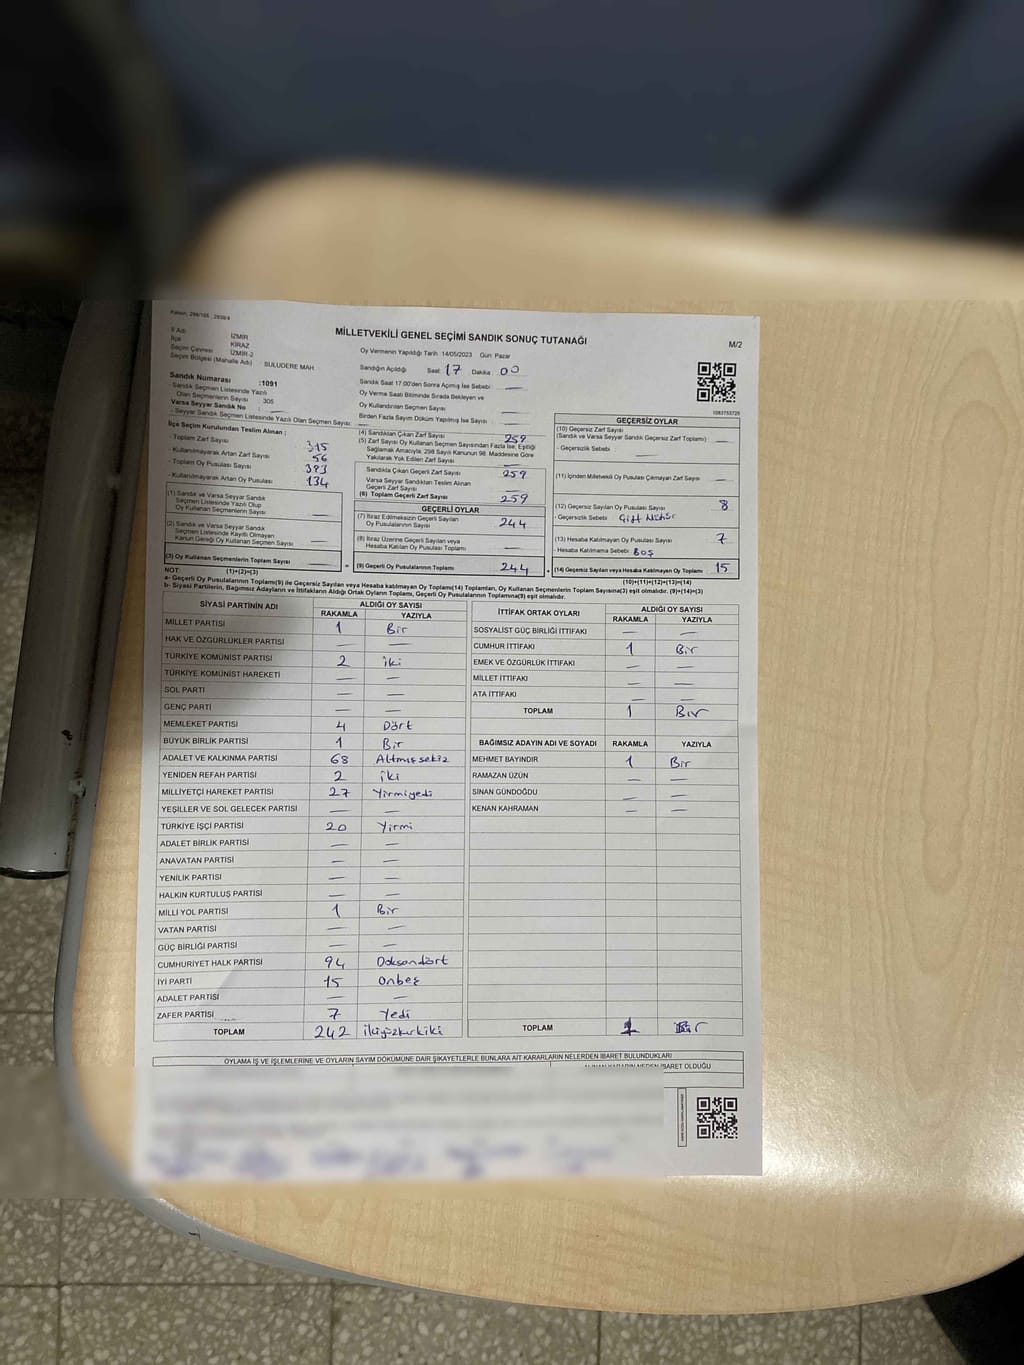 MİLLETVEKİLİ GENEL SEÇİMİ SANDIK SONUÇ TUTANAĞI
M/2
İl Adı İZMİR
İlçe KİRAZ
Seçim Çevresi İZMİR-2
Seçim Bölgesi (Mahalle Adı) SULUDERE MAH
Sandık Numarası :1091
- Sandık Seçmen Listesinde Yazılı
Olan Seçmenlerin Sayısı 305
Varsa Seyyar Sandık No : —
- Seyyar Sandık Seçmen Listesinde Yazılı Olan Seçmen Sayısı: —
Oy Vermenin Yapıldığı Tarih 14/05/2023 Gün: Pazar
Sandığın Açıldığı Saat: 17 Dakika 00
Sandık Saat 17:00'den Sonra Açımış İse Sebebi: —
Oy Verme Saati Bitiminde Sırada Bekleyen ve
Oy Kullandırılan Seçmen Sayısı —
Birden Fazla Sayım Döküm Yapılmış İse Sayısı : —
1083753725
İlçe Seçim Kurulundan Teslim Alınan :
- Toplam Zarf Sayısı 315
- Kullanılmayarak Artan Zarf Sayısı 56
- Toplam Oy Pusulası Sayısı 393
- Kullanılmayarak Artan Oy Pusulası 134
(1) Sandık ve Varsa Seyyar Sandık
Seçmen Listesinde Yazılı Olup
Oy Kullanan Seçmenlerin Sayısı —
(2) Sandık ve Varsa Seyyar Sandık
Seçmen Listesinde Kayıtlı Olmayan
Kanun Gereği Oy Kullanan Seçmen Sayısı —
(3) Oy Kullanan Seçmenlerin Toplam Sayısı —
(1)+(2)=(3)
(4) Sandıktan Çıkan Zarf Sayısı 259
(5) Zarf Sayısı Oy Kullanan Seçmen Sayısından Fazla İse, Eşitliği
Sağlamak Amacıyla, 298 Sayılı Kanunun 98. Maddesine Göre
Yakılarak Yok Edilen Zarf Sayısı —
Sandıkta Çıkan Geçerli Zarf Sayısı 259
Varsa Seyyar Sandıktan Teslim Alınan
Geçerli Zarf Sayısı —
(6) Toplam Geçerli Zarf Sayısı 259
GEÇERLİ OYLAR
(7) İtiraz Edilmeksizin Geçerli Sayılan
Oy Pusulalarının Sayısı 244
(8) İtiraz Üzerine Geçerli Sayılan veya
Hesaba Katılan Oy Pusulası Toplamı —
(9) Geçerli Oy Pusulalarının Toplamı 244
GEÇERSİZ OYLAR
(10) Geçersiz Zarf Sayısı
(Sandık ve Varsa Seyyar Sandık Geçersiz Zarf Toplamı) —
- Geçersizlik Sebebi —
(11) İçinden Milletvekili Oy Pusulası Çıkmayan Zarf Sayısı —
(12) Geçersiz Sayılan Oy Pusulası Sayısı 8
- Geçersizlik Sebebi Çift Mühür
(13) Hesaba Katılmayan Oy Pusulası Sayısı 7
- Hesaba Katılmama Sebebi Boş
(14) Geçersiz Sayılan veya Hesaba Katılmayan Oy Toplamı 15
(10)+(11)+(12)+(13)=(14)
NOT:
a- Geçerli Oy Pusulalarının Toplamı(9) ile Geçersiz Sayılan veya Hesaba katılmayan Oy Toplamı(14) Toplamları, Oy Kullanan Seçmenlerin Toplam Sayısına(3) eşit olmalıdır. (9)+(14)=(3)
b- Siyasi Partilerin, Bağımsız Adayların ve İttifakların Aldığı Ortak Oyların Toplamı, Geçerli Oy Pusulalarının Toplamına(9) eşit olmalıdır.
SİYASİ PARTİNİN ADI ALDIĞI OY SAYISI
RAKAMLA YAZIYLA
MİLLET PARTİSİ 1 Bir
HAK VE ÖZGÜRLÜKLER PARTİSİ — —
TÜRKİYE KOMÜNİST PARTİSİ 2 iki
TÜRKİYE KOMÜNİST HAREKETİ — —
SOL PARTİ — —
GENÇ PARTİ — —
MEMLEKET PARTİSİ 4 Dört
BÜYÜK BİRLİK PARTİSİ 1 Bir
ADALET VE KALKINMA PARTİSİ 68 Altmışsekiz
YENİDEN REFAH PARTİSİ 2 iki
MİLLİYETÇİ HAREKET PARTİSİ 27 Yirmiyedi
YEŞİLLER VE SOL GELECEK PARTİSİ — —
TÜRKİYE İŞÇİ PARTİSİ 20 Yirmi
ADALET BİRLİK PARTİSİ — —
ANAVATAN PARTİSİ — —
YENİLİK PARTİSİ — —
HALKIN KURTULUŞ PARTİSİ — —
MİLLİ YOL PARTİSİ 1 Bir
VATAN PARTİSİ — —
GÜÇ BİRLİĞİ PARTİSİ — —
CUMHURİYET HALK PARTİSİ 94 Doksandört
İYİ PARTİ 15 Onbeş
ADALET PARTİSİ — —
ZAFER PARTİSİ 7 Yedi
TOPLAM 242 ikiyüzkırkiki
İTTİFAK ORTAK OYLARI ALDIĞI OY SAYISI
RAKAMLA YAZIYLA
SOSYALİST GÜÇ BİRLİĞİ İTTİFAKI — —
CUMHUR İTTİFAKI 1 Bir
EMEK VE ÖZGÜRLÜK İTTİFAKI — —
MİLLET İTTİFAKI — —
ATA İTTİFAKI — —
TOPLAM 1 Bir
BAĞIMSIZ ADAYIN ADI VE SOYADI RAKAMLA YAZIYLA
MEHMET BAYINDIR 1 Bir
RAMAZAN ÜZÜN — —
SİNAN GÜNDOĞDU — —
KENAN KAHRAMAN — —
TOPLAM 1 Bir
OYLAMA İŞ VE İŞLEMLERİNE VE OYLARIN SAYIM DÖKÜMÜNE DAİR ŞİKAYETLERLE BUNLARA AİT KARARLARIN NELERDEN İBARET BULUNDUKLARI